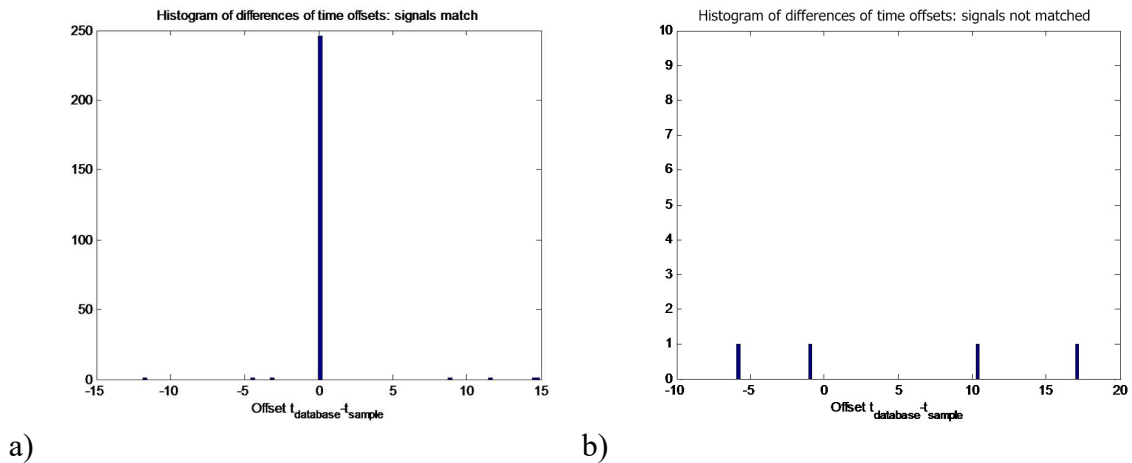 Histogram of differences of time offsets: signals match
250
200
150
100
50
0
-15 -10 -5 0 5 10 15
Offset t_database-t_sample
a)
Histogram of differences of time offsets: signals not matched
10
9
8
7
6
5
4
3
2
1
0
-10 -5 0 5 10 15 20
Offset t_database-t_sample
b)